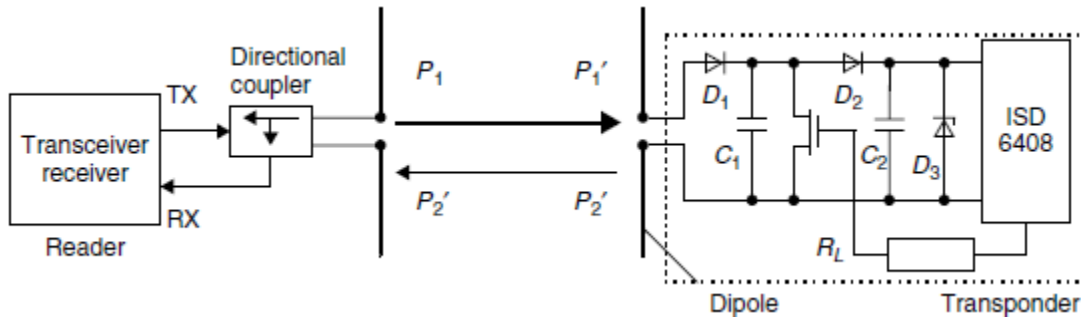 Directional
coupler
TX
Transceiver
receiver
RX
Reader
P₁
P₁′
P₂′
P₂′
D₁
D₂
C₁
C₂
D₃
ISD
6408
R_L
Dipole
Transponder